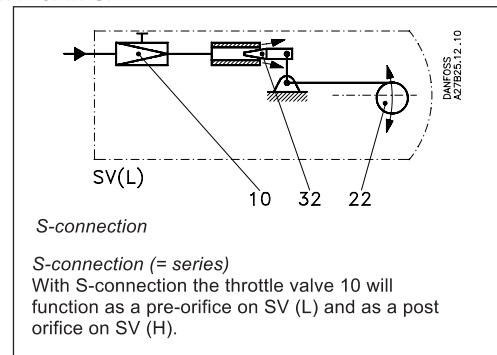 DANFOSS
A27B25.12.10
SV(L)
10 32 22
S-connection
S-connection (= series)
With S-connection the throttle valve 10 will
function as a pre-orifice on SV (L) and as a post
orifice on SV (H).